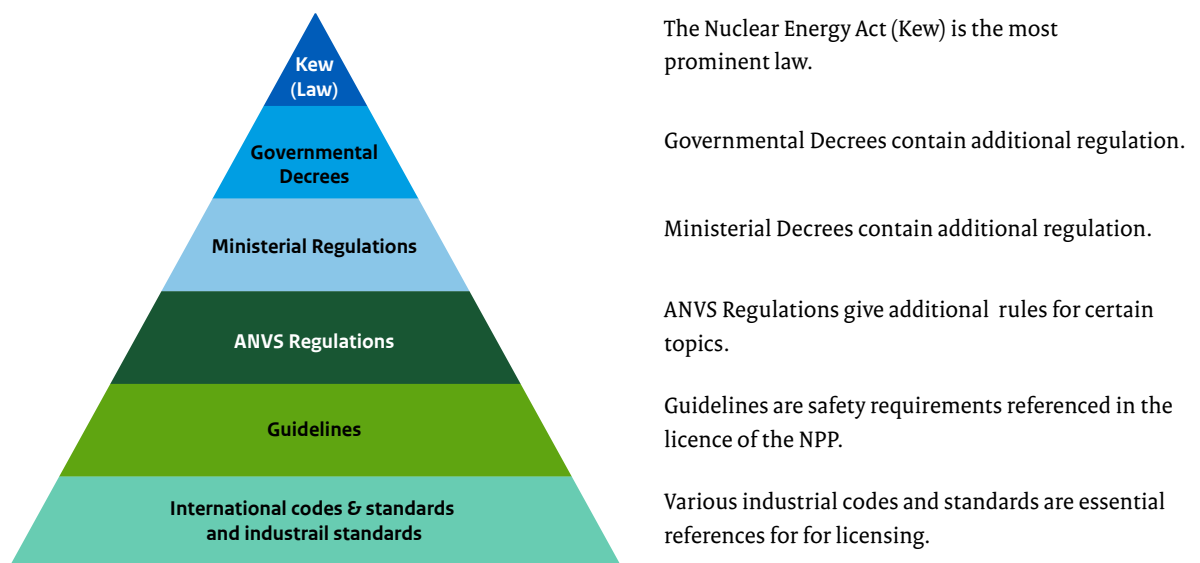 Kew
(Law)
The Nuclear Energy Act (Kew) is the most
prominent law.
Governmental
Decrees
Governmental Decrees contain additional regulation.
Ministerial Regulations
Ministerial Decrees contain additional regulation.
ANVS Regulations
ANVS Regulations give additional  rules for certain
topics.
Guidelines
Guidelines are safety requirements referenced in the
licence of the NPP.
International codes & standards
and industrail standards
Various industrial codes and standards are essential
references for for licensing.